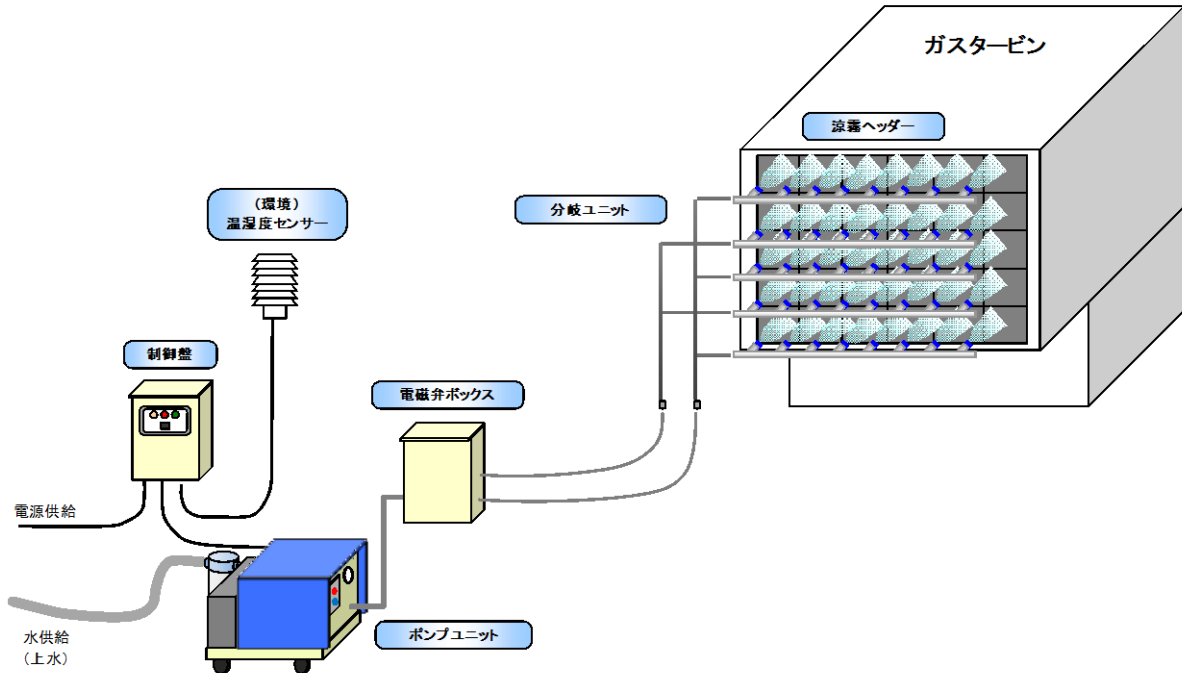 ガスタービン
涼霧ヘッダー
(環境)
温湿度センサー
分岐ユニット
制御盤
電磁弁ボックス
電源供給
水供給
(上水)
ポンプユニット